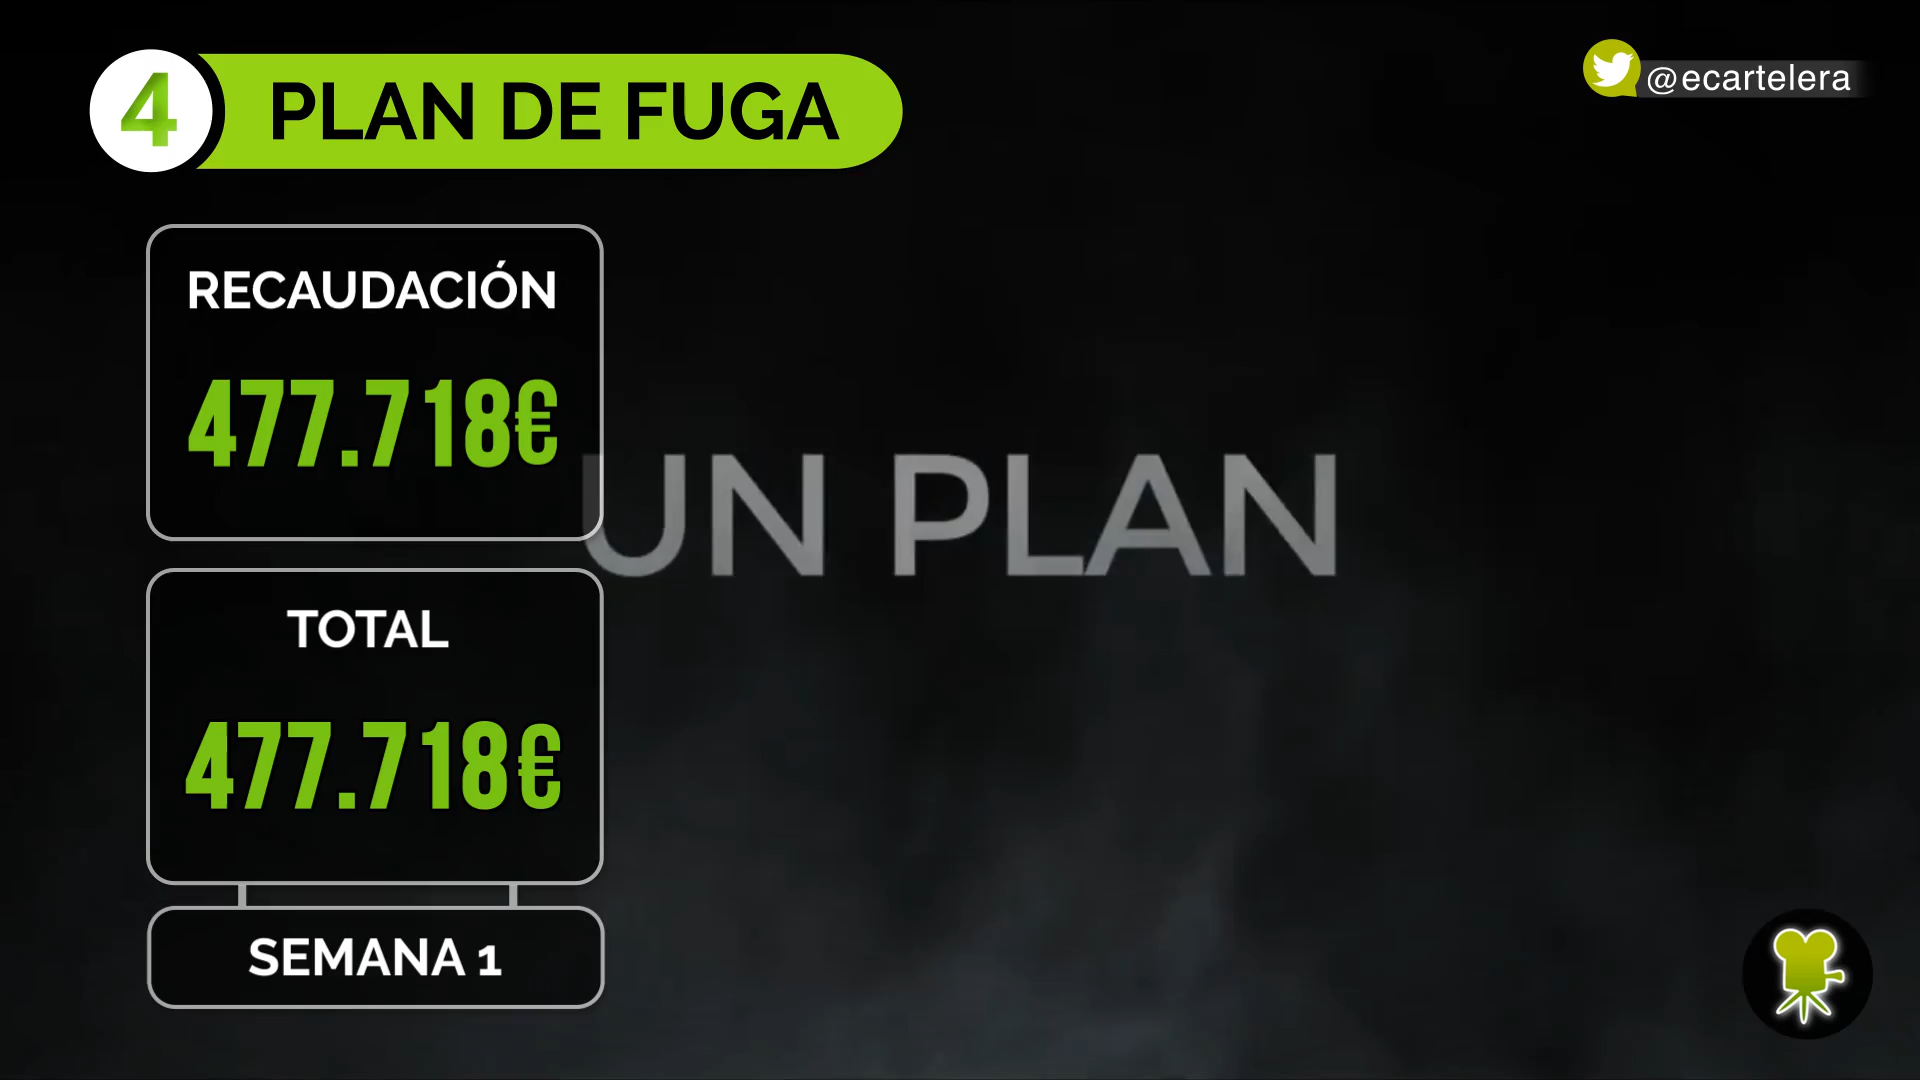 4 PLAN DE FUGA
@ecartelera
RECAUDACIÓN
477.718€
UN PLAN
TOTAL
477.718€
SEMANA 1